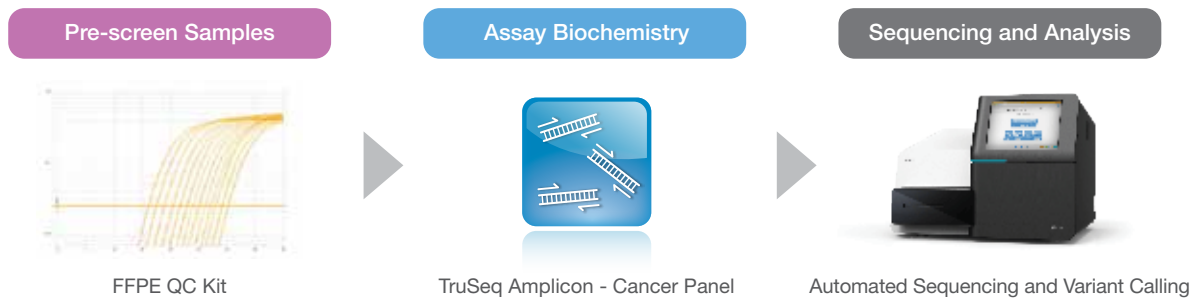 Pre-screen Samples
Assay Biochemistry
Sequencing and Analysis
FFPE QC Kit
TruSeq Amplicon - Cancer Panel
Automated Sequencing and Variant Calling